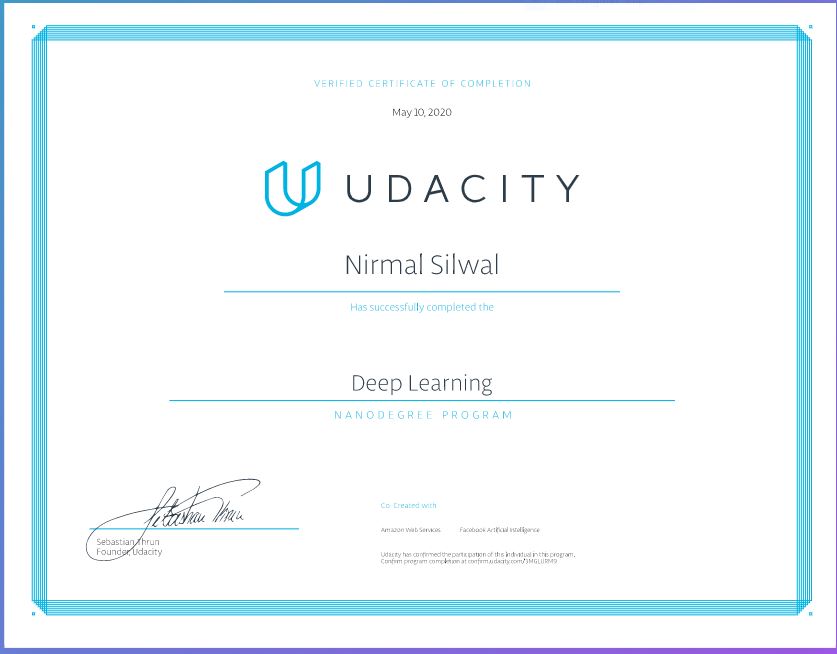 VERIFIED CERTIFICATE OF COMPLETION
May 10, 2020
UDACITY
Nirmal Silwal
Has successfully completed the
Deep Learning
NANODEGREE PROGRAM
Sebastian Thrun
Sebastian Thrun
Founder, Udacity
Co-Created with
Amazon Web Services Facebook Artificial Intelligence
Udacity has confirmed the participation of this individual in this program.
Confirm program completion at confirm.udacity.com/